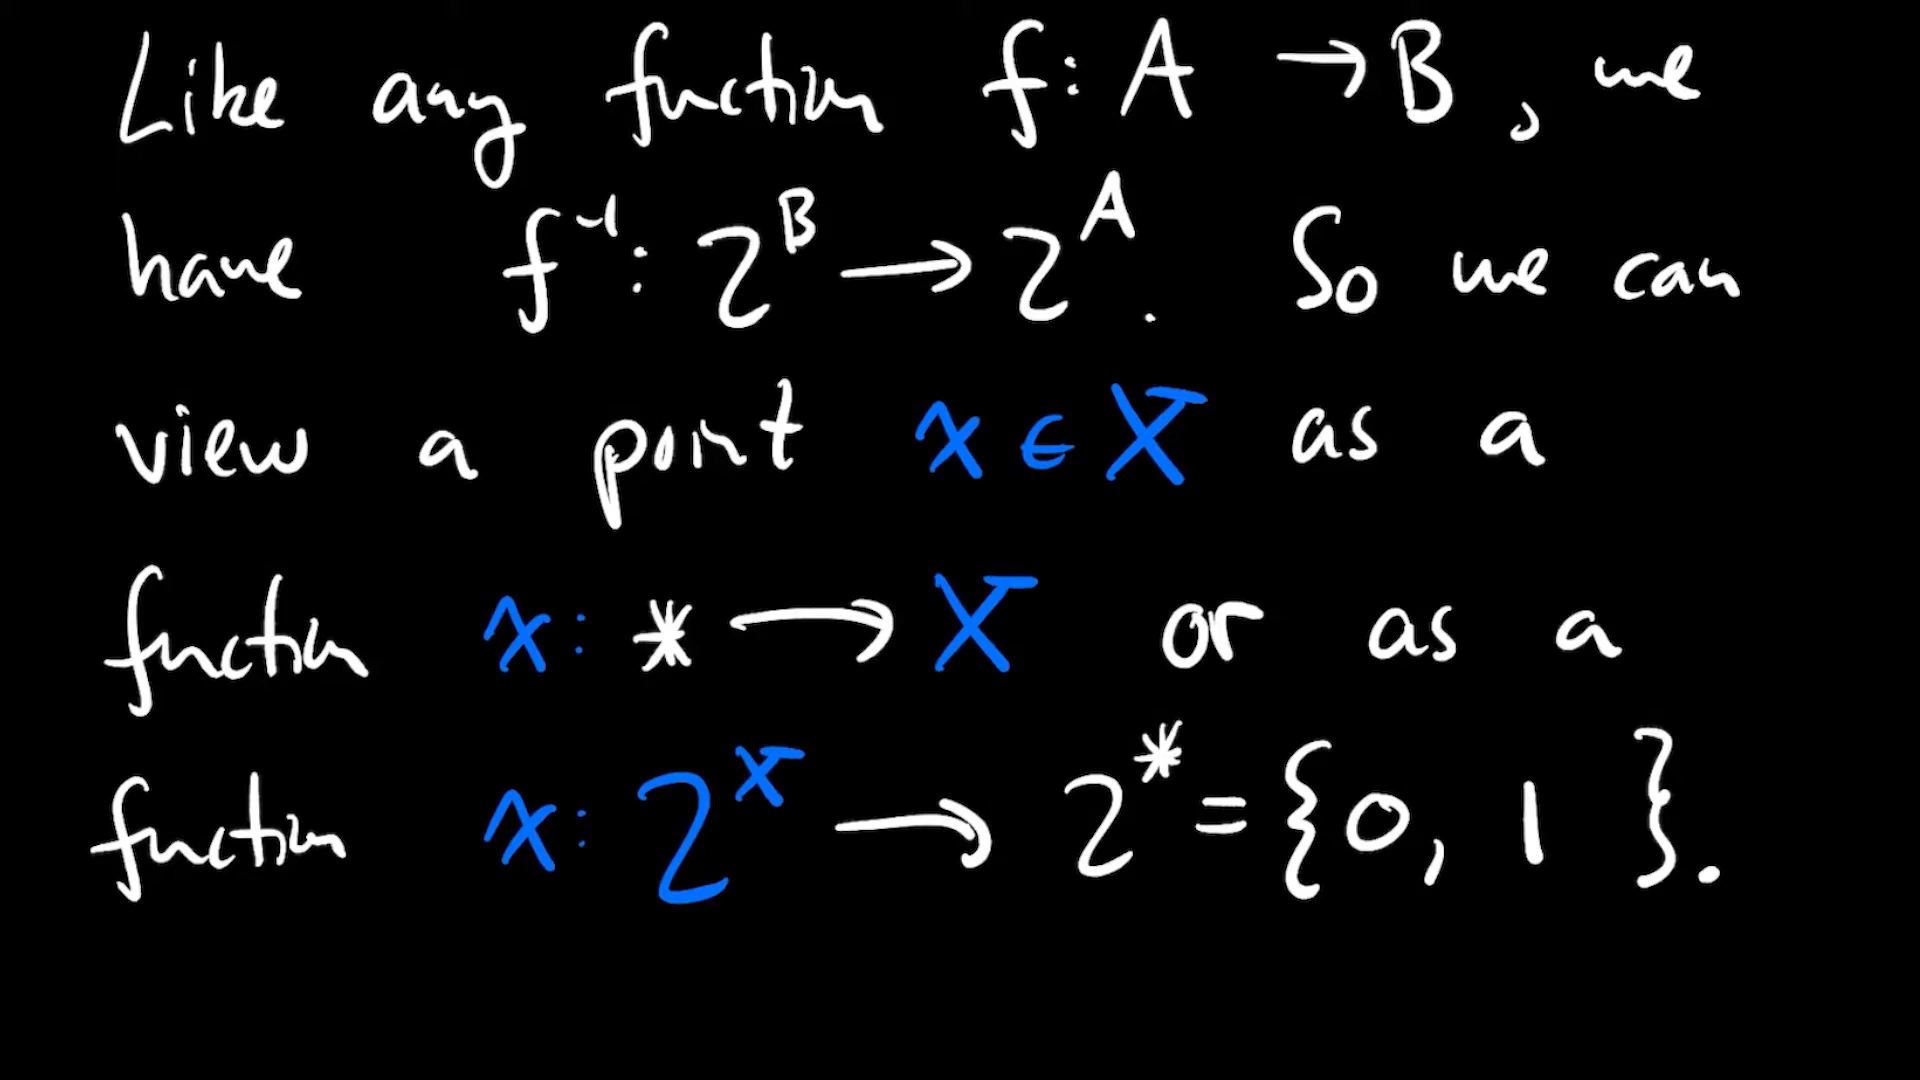 Like any function f: A → B, we
have f⁻¹: 2^B → 2^A. So we can
view a point x ∈ X as a
function x: * → X or as a
function x: 2^X → 2^* = {0, 1}.